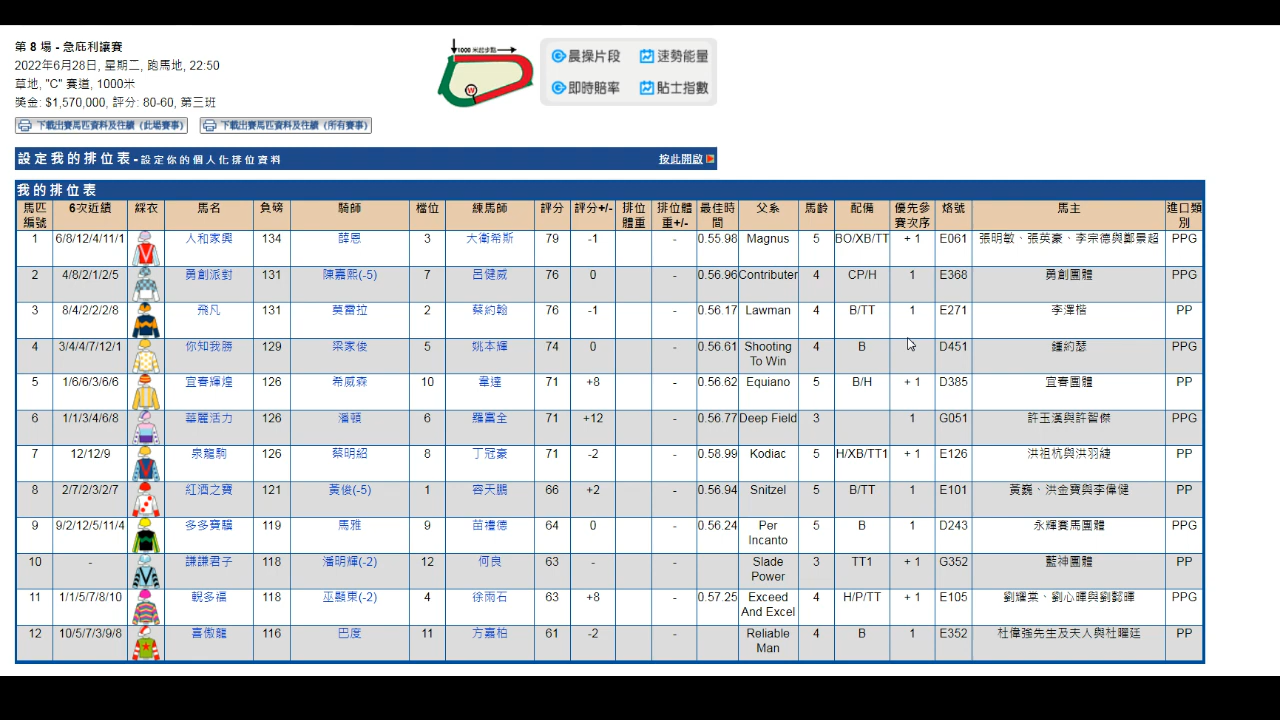 第 8 場 - 急庇利讓賽
2022年6月28日, 星期二, 跑馬地, 22:50
草地, "C" 賽道, 1000米
獎金: $1,570,000, 評分: 80-60, 第三班
下載出賽馬匹資料及往績 (此場賽事) 下載出賽馬匹資料及往績 (所有賽事)
1000 米起步點
W
晨操片段 速勢能量
即時賠率 貼士指數
設定我的排位表 - 設定你的個人化排位資料 按此開啟
我的排位表
馬匹編號 6次近績 綵衣 馬名 負磅 騎師 檔位 練馬師 評分 評分+/- 排位體重 排位體重+/- 最佳時間 父系 馬齡 配備 優先參賽次序 烙號 馬主 進口類別
1 6/8/12/4/11/1 人和家興 134 薛恩 3 大衛希斯 79 -1 - 0.55.98 Magnus 5 BO/XB/TT + 1 E061 張明敏、張英豪、李宗德與鄭景超 PPG
2 4/8/2/1/2/5 勇創派對 131 陳嘉熙(-5) 7 呂健威 76 0 - 0.56.96 Contributer 4 CP/H 1 E368 勇創團體 PPG
3 8/4/2/2/2/8 飛凡 131 莫雷拉 2 蔡約翰 76 -1 - 0.56.17 Lawman 4 B/TT 1 E271 李澤楷 PP
4 3/4/4/7/12/1 你知我勝 129 梁家俊 5 姚本輝 74 0 - 0.56.61 Shooting To Win 4 B 1 D451 鍾約瑟 PPG
5 1/6/6/3/6/6 宜春輝煌 126 希威森 10 韋達 71 +8 - 0.56.62 Equiano 5 B/H + 1 D385 宜春團體 PP
6 1/1/3/4/6/8 華麗活力 126 潘頓 6 羅富全 71 +12 - 0.56.77 Deep Field 3 1 G051 許玉漢與許智傑 PPG
7 12/12/9 泉龍駒 126 蔡明紹 8 丁冠豪 71 -2 - 0.58.99 Kodiac 5 H/XB/TT1 + 1 E126 洪祖杭與洪羽緁 PP
8 2/7/2/3/2/7 紅酒之寶 121 黃俊(-5) 1 容天鵬 66 +2 - 0.56.94 Snitzel 5 B/TT 1 E101 黃巍、洪金寶與李偉健 PP
9 9/2/12/5/11/4 多多寶驫 119 馬雅 9 苗禮德 64 0 - 0.56.24 Per Incanto 5 B 1 D243 永輝賽馬團體 PPG
10 - 謙謙君子 118 潘明輝(-2) 12 何良 63 - - Slade Power 3 TT1 + 1 G352 藍神團體 PP
11 1/1/5/7/8/10 靚多福 118 巫顯東(-2) 4 徐雨石 63 +8 - 0.57.25 Exceed And Excel 4 H/P/TT + 1 E105 劉耀棠、劉心暉與劉懿暉 PPG
12 10/5/7/3/9/8 喜傲龍 116 巴度 11 方嘉柏 61 -2 - Reliable Man 4 B 1 E352 杜偉強先生及夫人與杜曜廷 PP